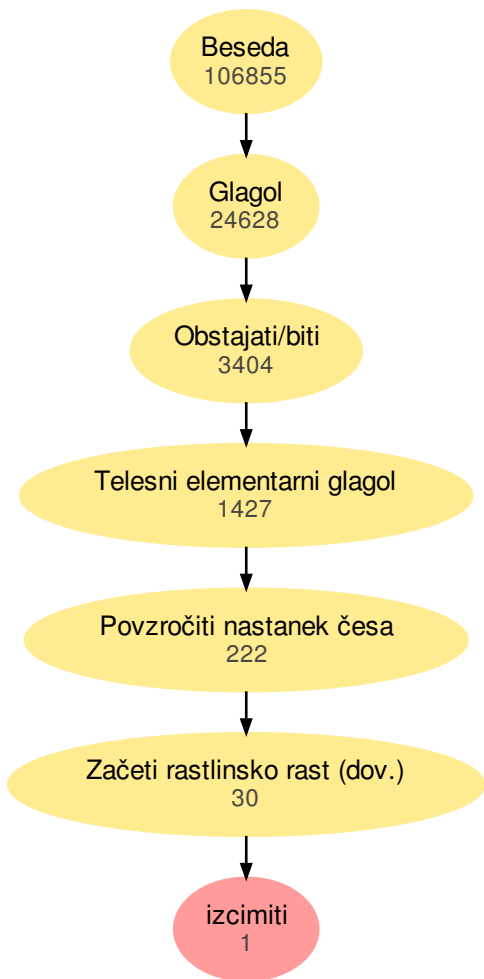 Beseda
106855
Glagol
24628
Obstajati/biti
3404
Telesni elementarni glagol
1427
Povzročiti nastanek česa
222
Začeti rastlinsko rast (dov.)
30
izcimiti
1